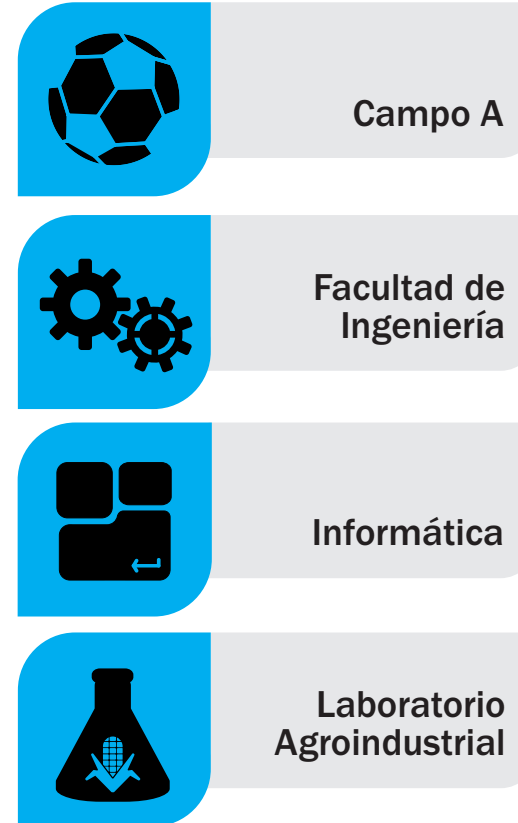 Campo A
Facultad de
Ingeniería
Informática
Laboratorio
Agroindustrial